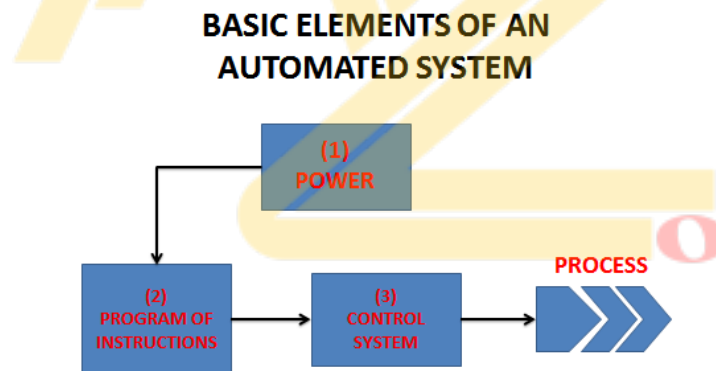 BASIC ELEMENTS OF AN
AUTOMATED SYSTEM
(1)
POWER
PROCESS
(2)
PROGRAM OF
INSTRUCTIONS
(3)
CONTROL
SYSTEM